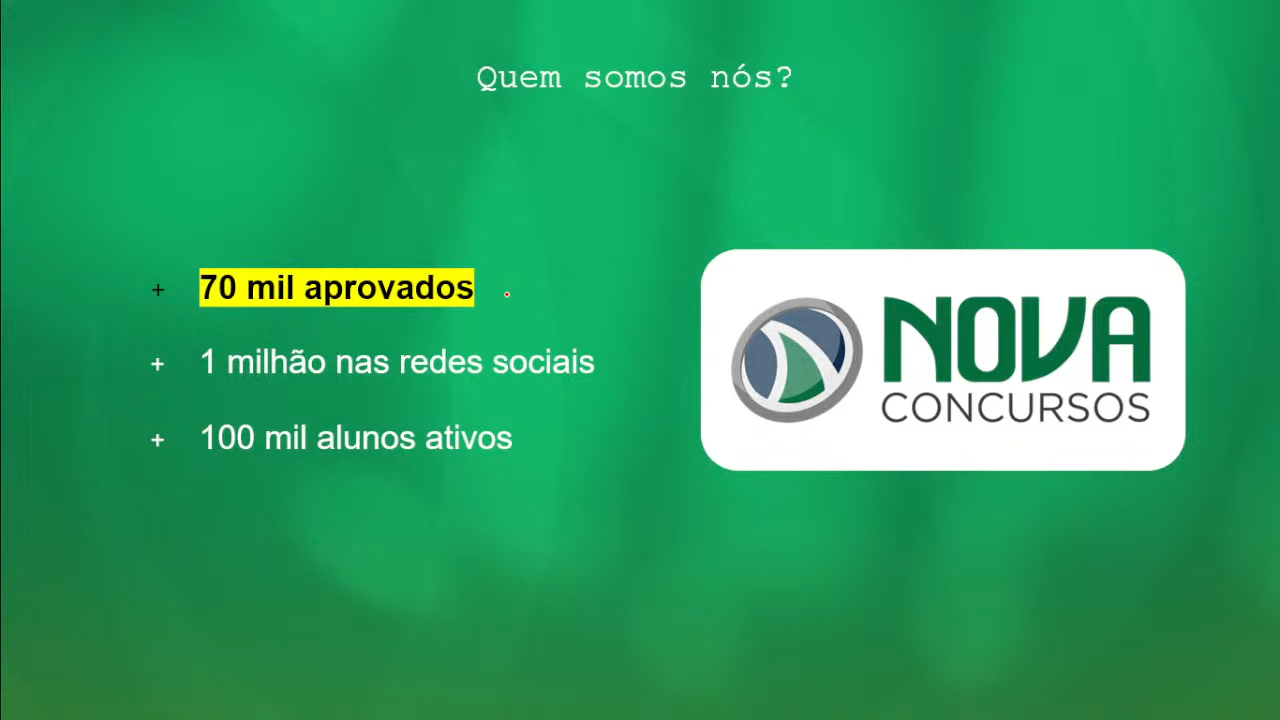 Quem somos nós?
+ 70 mil aprovados
+ 1 milhão nas redes sociais
+ 100 mil alunos ativos
NOVA
CONCURSOS